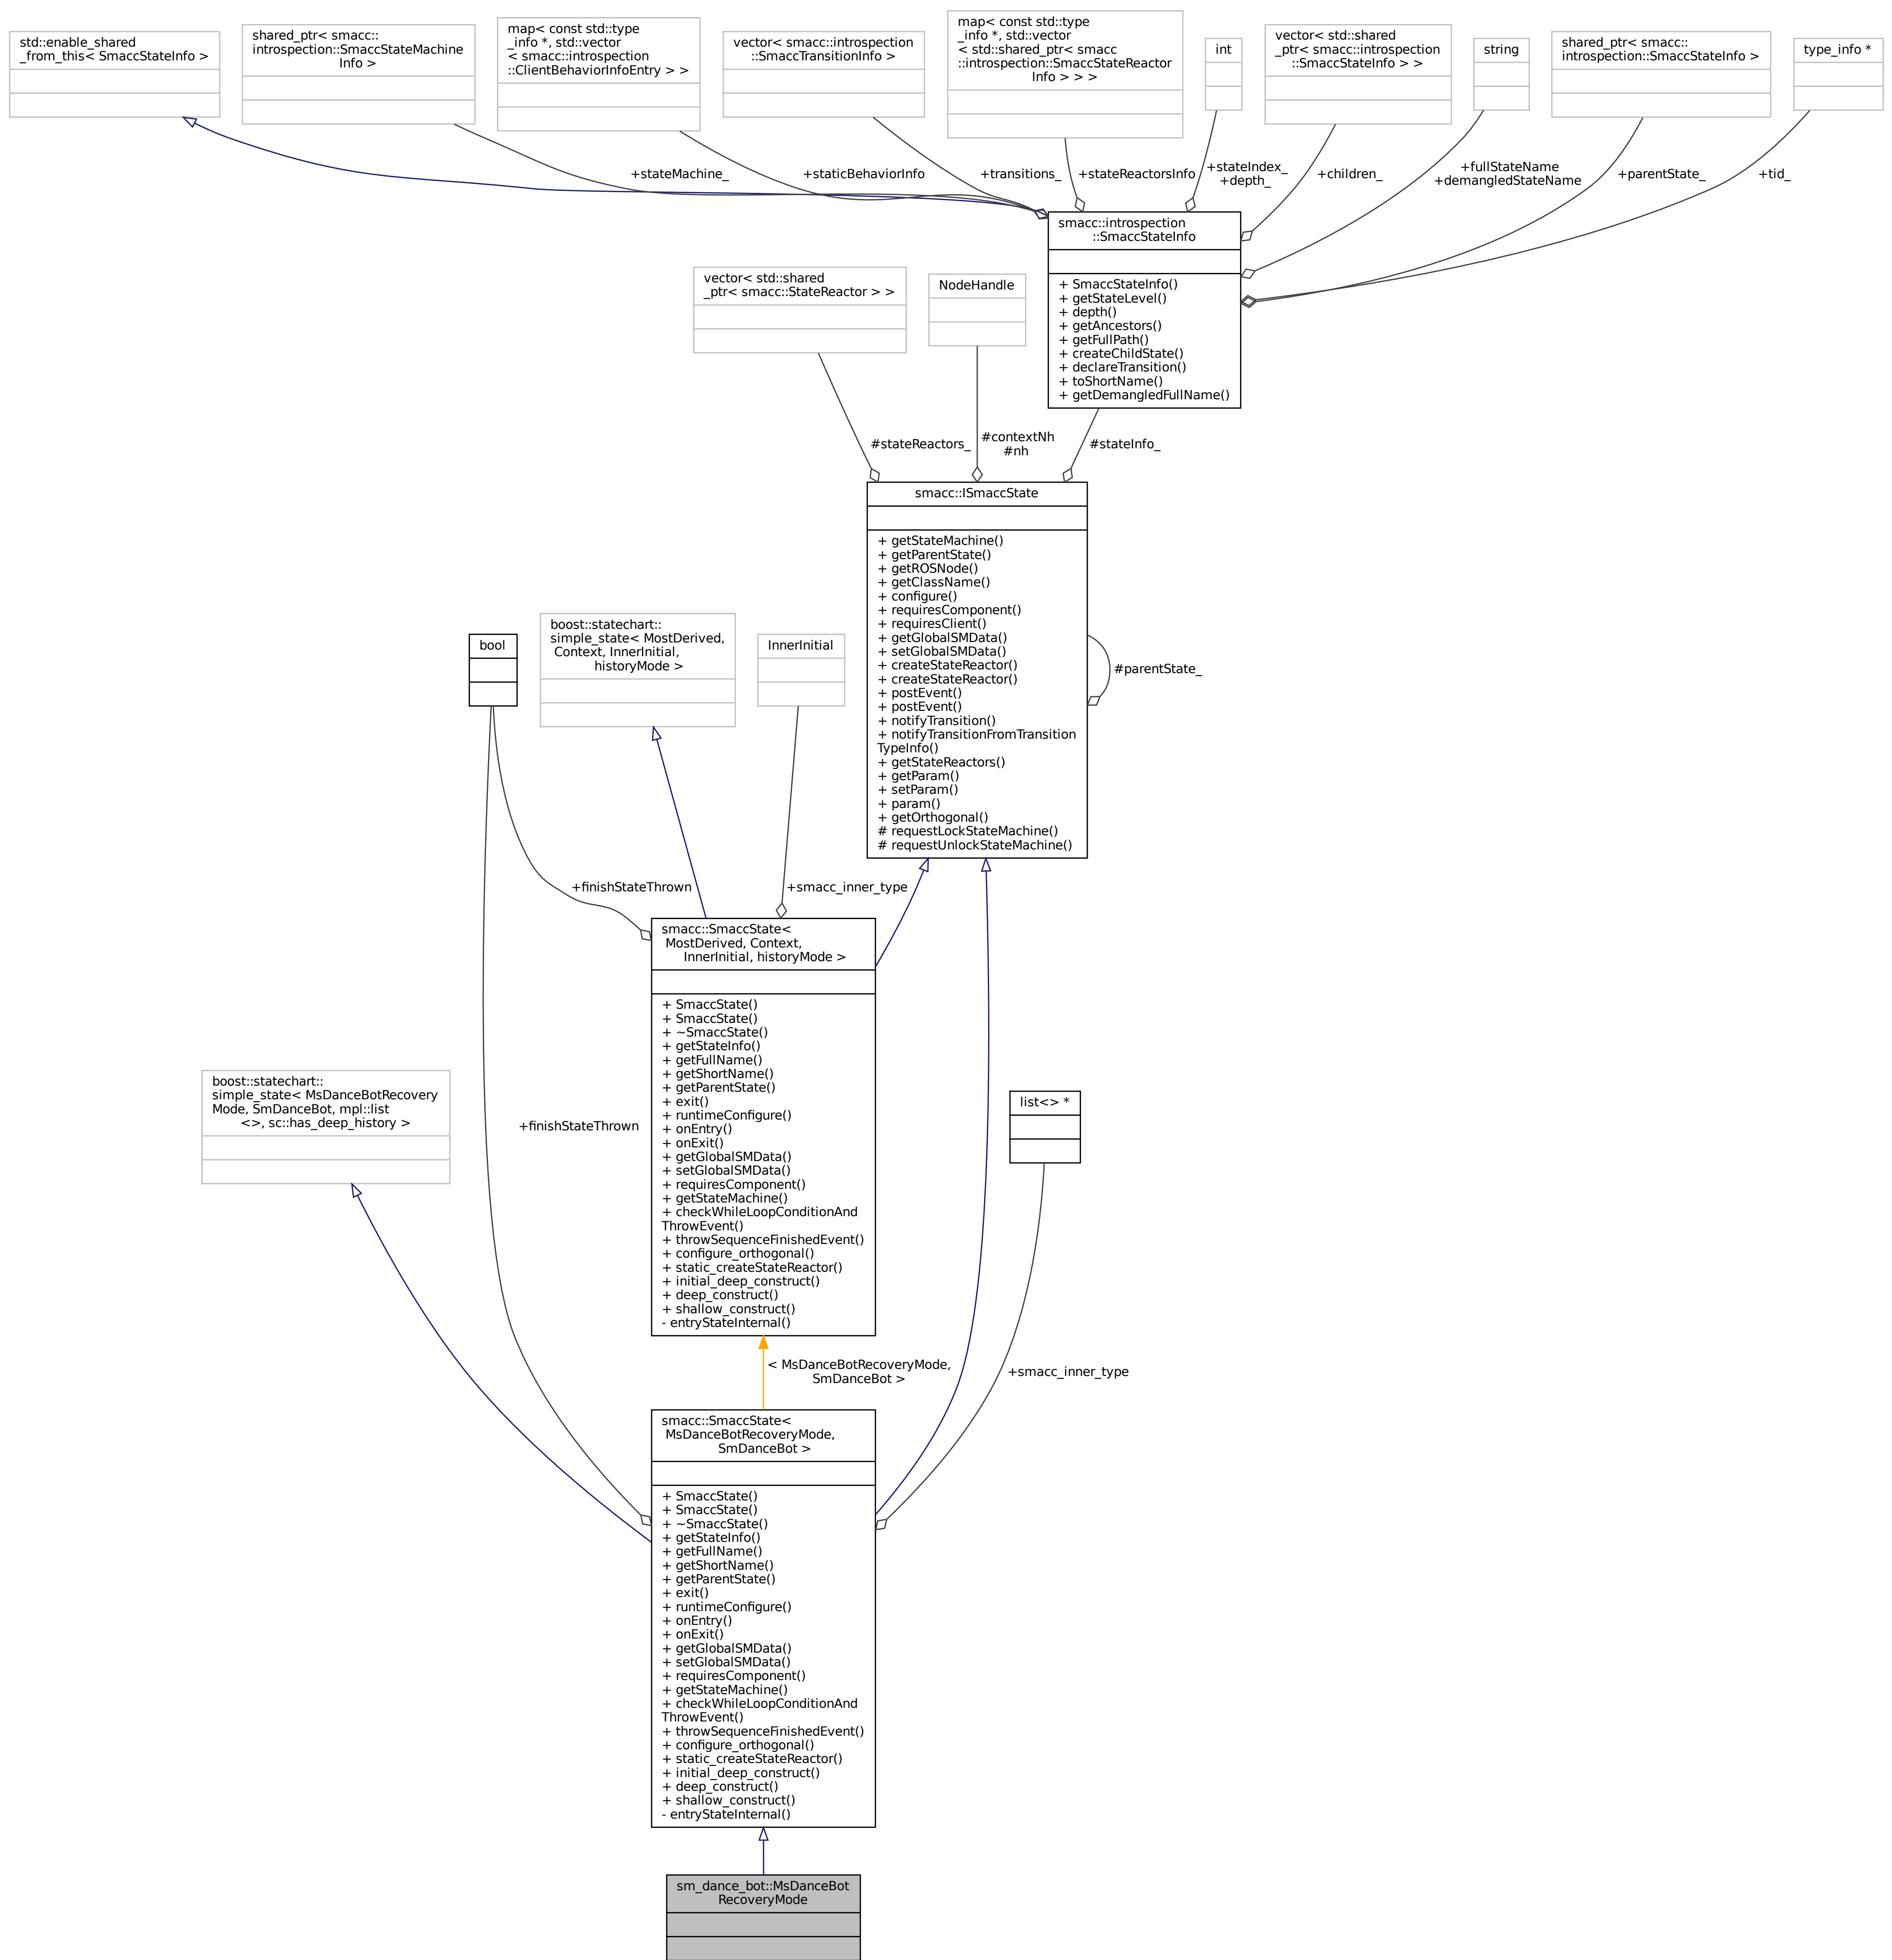 std::enable_shared
_from_this< SmaccStateInfo >
shared_ptr< smacc::
introspection::SmaccStateMachine
Info >
map< const std::type
_info *, std::vector
< smacc::introspection
::ClientBehaviorInfoEntry > >
vector< smacc::introspection
::SmaccTransitionInfo >
map< const std::type
_info *, std::vector
< std::shared_ptr< smacc
::introspection::SmaccStateReactor
Info > > >
int
vector< std::shared
_ptr< smacc::introspection
::SmaccStateInfo > >
string
shared_ptr< smacc::
introspection::SmaccStateInfo >
type_info *
+stateMachine_
+staticBehaviorInfo
+transitions_
+stateReactorsInfo
+stateIndex_
+depth_
+children_
+fullStateName
+demangledStateName
+parentState_
+tid_
smacc::introspection
::SmaccStateInfo
+ SmaccStateInfo()
+ getStateLevel()
+ depth()
+ getAncestors()
+ getFullPath()
+ createChildState()
+ declareTransition()
+ toShortName()
+ getDemangledFullName()
vector< std::shared
_ptr< smacc::StateReactor > >
NodeHandle
#stateReactors_
#contextNh
#nh
#stateInfo_
smacc::ISmaccState
+ getStateMachine()
+ getParentState()
+ getROSNode()
+ getClassName()
+ configure()
+ requiresComponent()
+ requiresClient()
+ getGlobalSMData()
+ setGlobalSMData()
+ createStateReactor()
+ createStateReactor()
+ postEvent()
+ postEvent()
+ notifyTransition()
+ notifyTransitionFromTransition
TypeInfo()
+ getStateReactors()
+ getParam()
+ setParam()
+ param()
+ getOrthogonal()
# requestLockStateMachine()
# requestUnlockStateMachine()
#parentState_
bool
boost::statechart::
simple_state< MostDerived,
Context, InnerInitial,
historyMode >
InnerInitial
+finishStateThrown
+smacc_inner_type
smacc::SmaccState<
MostDerived, Context,
InnerInitial, historyMode >
+ SmaccState()
+ SmaccState()
+ ~SmaccState()
+ getStateInfo()
+ getFullName()
+ getShortName()
+ getParentState()
+ exit()
+ runtimeConfigure()
+ onEntry()
+ onExit()
+ getGlobalSMData()
+ setGlobalSMData()
+ requiresComponent()
+ getStateMachine()
+ checkWhileLoopConditionAnd
ThrowEvent()
+ throwSequenceFinishedEvent()
+ configure_orthogonal()
+ static_createStateReactor()
+ initial_deep_construct()
+ deep_construct()
+ shallow_construct()
- entryStateInternal()
boost::statechart::
simple_state< MsDanceBotRecovery
Mode, SmDanceBot, mpl::list
<>, sc::has_deep_history >
+finishStateThrown
list<> *
< MsDanceBotRecoveryMode,
SmDanceBot >
+smacc_inner_type
smacc::SmaccState<
MsDanceBotRecoveryMode,
SmDanceBot >
+ SmaccState()
+ SmaccState()
+ ~SmaccState()
+ getStateInfo()
+ getFullName()
+ getShortName()
+ getParentState()
+ exit()
+ runtimeConfigure()
+ onEntry()
+ onExit()
+ getGlobalSMData()
+ setGlobalSMData()
+ requiresComponent()
+ getStateMachine()
+ checkWhileLoopConditionAnd
ThrowEvent()
+ throwSequenceFinishedEvent()
+ configure_orthogonal()
+ static_createStateReactor()
+ initial_deep_construct()
+ deep_construct()
+ shallow_construct()
- entryStateInternal()
sm_dance_bot::MsDanceBot
RecoveryMode